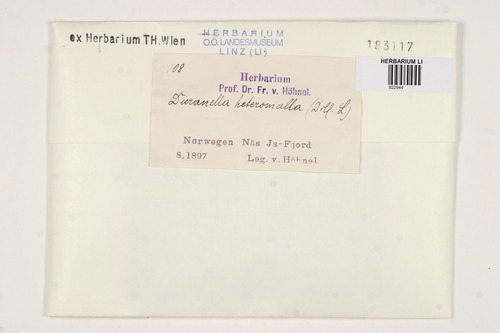 ex Herbarium TH.Wien
HERBARIUM
O.Ö. LANDESMUSEUM
LINZ (LI)
183117
HERBARIUM LI
108
Herbarium
Prof. Dr. Fr. v. Höhnel.
Dicranella heteromalla (Dill. L.)
Norwegen Näs Js-Fjord
8.1897 Leg. v. Höhnel